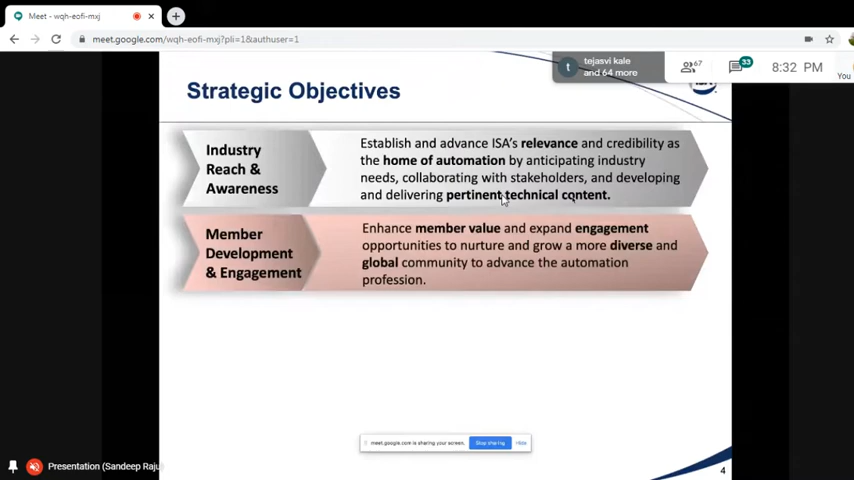 Meet - wqh-eofi-mxj
meet.google.com/wqh-eofi-mxj?pli=1&authuser=1
t
tejasvi kale
and 64 more
67
33
8:32 PM
You
Strategic Objectives
Industry
Reach &
Awareness
Establish and advance ISA's relevance and credibility as
the home of automation by anticipating industry
needs, collaborating with stakeholders, and developing
and delivering pertinent technical content.
Member
Development
& Engagement
Enhance member value and expand engagement
opportunities to nurture and grow a more diverse and
global community to advance the automation
profession.
meet.google.com is sharing your screen.
Stop sharing
Hide
Presentation (Sandeep Raju
4